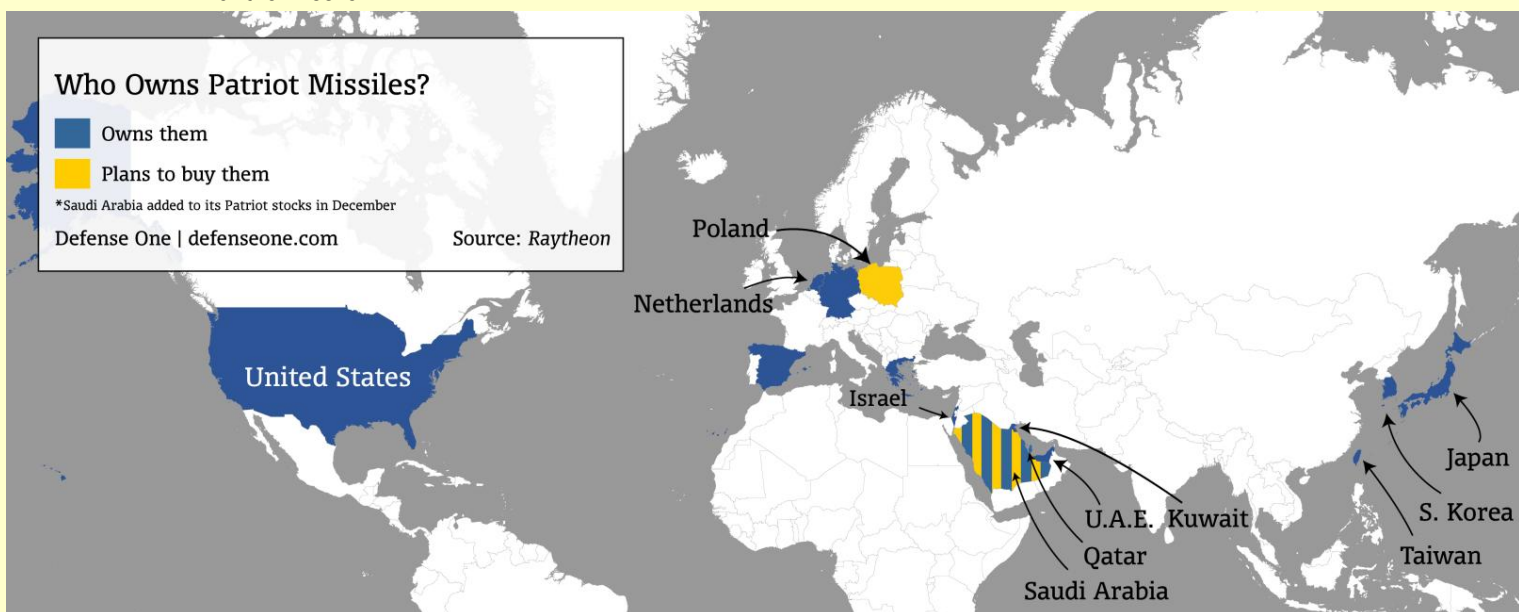 Who Owns Patriot Missiles?
Owns them
Plans to buy them
*Saudi Arabia added to its Patriot stocks in December
Defense One | defenseone.com Source: Raytheon
Poland
Netherlands
United States
Israel
Japan
U.A.E. Kuwait
S. Korea
Qatar
Taiwan
Saudi Arabia